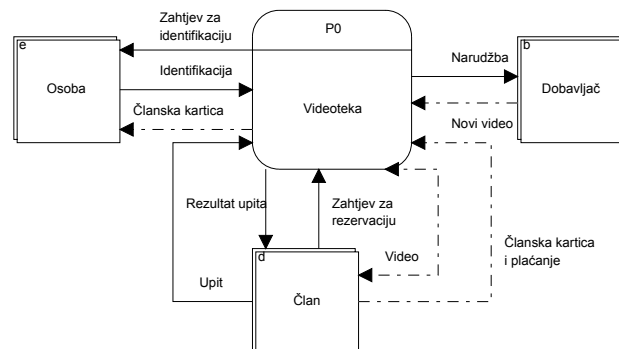 Zahtjev za
identifikaciju
P0
e
b
Narudžba
Osoba
Identifikacija
Dobavljač
Videoteka
Članska kartica
Novi video
Rezultat upita
Zahtjev za
rezervaciju
Članska kartica
i plaćanje
Video
d
Upit
Član